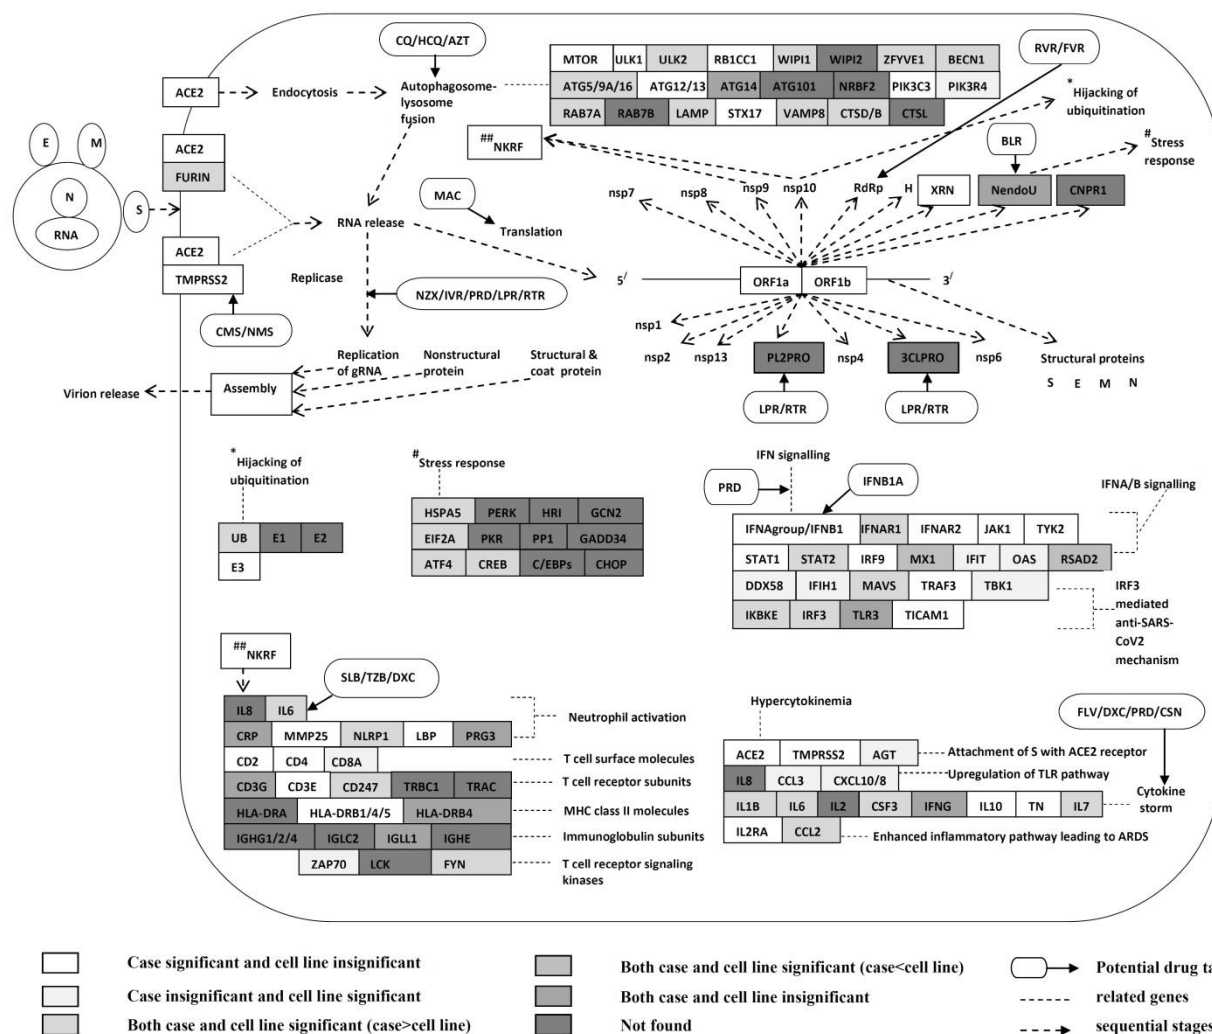 CQ/HCQ/AZT
RVR/FVR
MTOR ULK1 ULK2 RB1CC1 WIPI1 WIPI2 ZFYVE1 BECN1
ATG5/9A/16 ATG12/13 ATG14 ATG101 NRBF2 PIK3C3 PIK3R4
RAB7A RAB7B LAMP STX17 VAMP8 CTSD/B CTSL
ACE2
Endocytosis
Autophagosome-
lysosome
fusion
*
Hijacking of
ubiquitination
##NKRF
BLR
#Stress
response
E M
N
RNA
S
ACE2
FURIN
ACE2
TMPRSS2
CMS/NMS
MAC
RNA release
Translation
Replicase
NZX/IVR/PRD/LPR/RTR
nsp7 nsp8 nsp9 nsp10 RdRp H XRN NendoU CNPR1
5/ ORF1a ORF1b 3/
nsp1
nsp2 nsp13 PL2PRO nsp4 3CLPRO nsp6
LPR/RTR LPR/RTR
Structural proteins
S E M N
Virion release
Assembly
Replication
of gRNA
Nonstructural
protein
Structural &
coat protein
*
Hijacking of
ubiquitination
UB E1 E2
E3
#
Stress response
HSPA5 PERK HRI GCN2
EIF2A PKR PP1 GADD34
ATF4 CREB C/EBPs CHOP
IFN signalling
PRD
IFNB1A
IFNA/B signalling
IFNAgroup/IFNB1 IFNAR1 IFNAR2 JAK1 TYK2
STAT1 STAT2 IRF9 MX1 IFIT OAS RSAD2
DDX58 IFIH1 MAVS TRAF3 TBK1
IKBKE IRF3 TLR3 TICAM1
IRF3
mediated
anti-SARS-
CoV2
mechanism
##NKRF
SLB/TZB/DXC
IL8 IL6
CRP MMP25 NLRP1 LBP PRG3
Neutrophil activation
CD2 CD4 CD8A
T cell surface molecules
CD3G CD3E CD247 TRBC1 TRAC
T cell receptor subunits
HLA-DRA HLA-DRB1/4/5 HLA-DRB4
MHC class II molecules
IGHG1/2/4 IGLC2 IGLL1 IGHE
Immunoglobulin subunits
ZAP70 LCK FYN
T cell receptor signaling
kinases
Hypercytokinemia
FLV/DXC/PRD/CSN
ACE2 TMPRSS2 AGT
Attachment of S with ACE2 receptor
IL8 CCL3 CXCL10/8
Upregulation of TLR pathway
IL1B IL6 IL2 CSF3 IFNG IL10 TN IL7
Cytokine
storm
IL2RA CCL2
Enhanced inflammatory pathway leading to ARDS
Case significant and cell line insignificant
Case insignificant and cell line significant
Both case and cell line significant (case>cell line)
Both case and cell line significant (case<cell line)
Both case and cell line insignificant
Not found
Potential drug ta
related genes
sequential stages